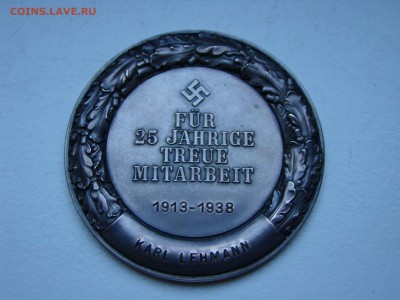 COINS.LAVE.RU
FÜR
25 JÄHRIGE
TREUE
MITARBEIT
1913-1938
KARL LEHMANN